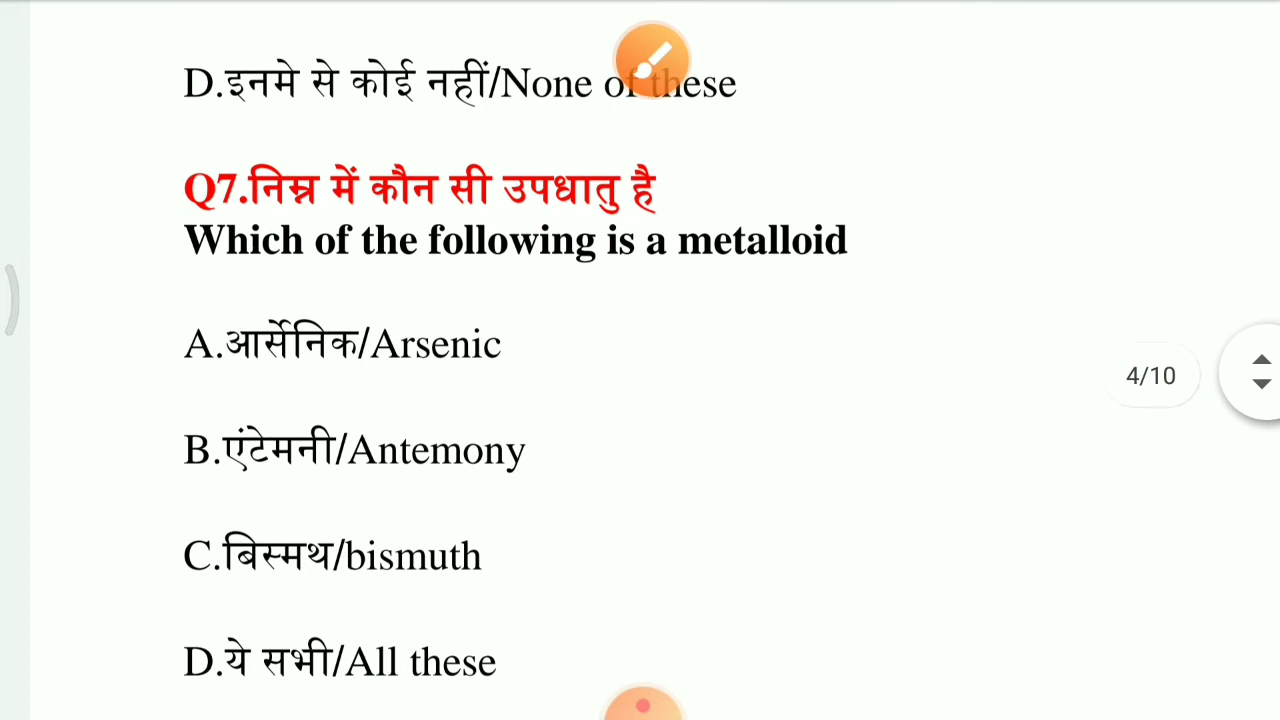 D.इनमे से कोई नहीं/None of these
Q7.निम्न में कौन सी उपधातु है
Which of the following is a metalloid
A.आर्सेनिक/Arsenic
4/10
B.एंटेमनी/Antemony
C.बिस्मथ/bismuth
D.ये सभी/All these